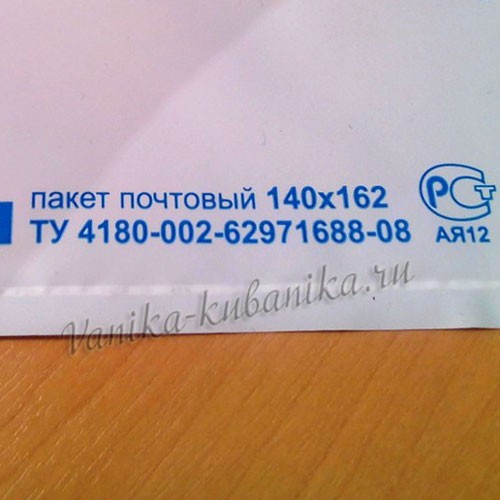 пакет почтовый 140x162
ТУ 4180-002-62971688-08
РСТ
АЯ12
Vanika-kubanika.ru